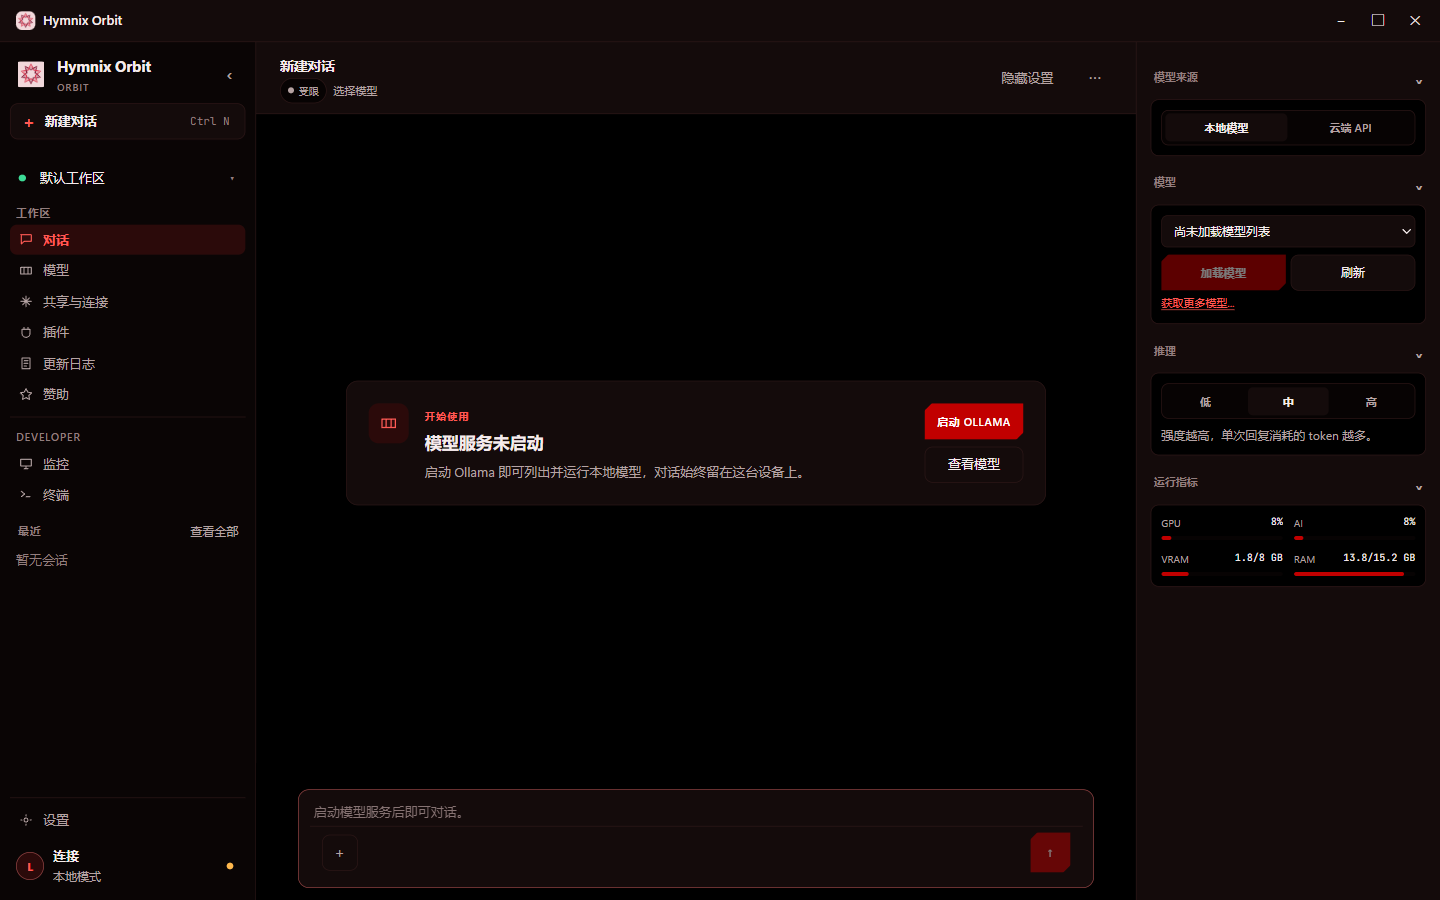 Hymnix Orbit
Hymnix Orbit
ORBIT
新建对话 Ctrl N
默认工作区
工作区
对话
模型
共享与连接
插件
更新日志
赞助
DEVELOPER
监控
终端
最近 查看全部
暂无会话
设置
L
连接
本地模式
新建对话
受限 选择模型
隐藏设置 ···
开始使用
模型服务未启动
启动 Ollama 即可列出并运行本地模型，对话始终留在这台设备上。
启动 OLLAMA
查看模型
启动模型服务后即可对话。
+ ↑
模型来源
本地模型 云端 API
模型
尚未加载模型列表
加载模型 刷新
获取更多模型...
推理
低 中 高
强度越高，单次回复消耗的 token 越多。
运行指标
GPU 8% AI 8%
VRAM 1.8/8 GB RAM 13.8/15.2 GB